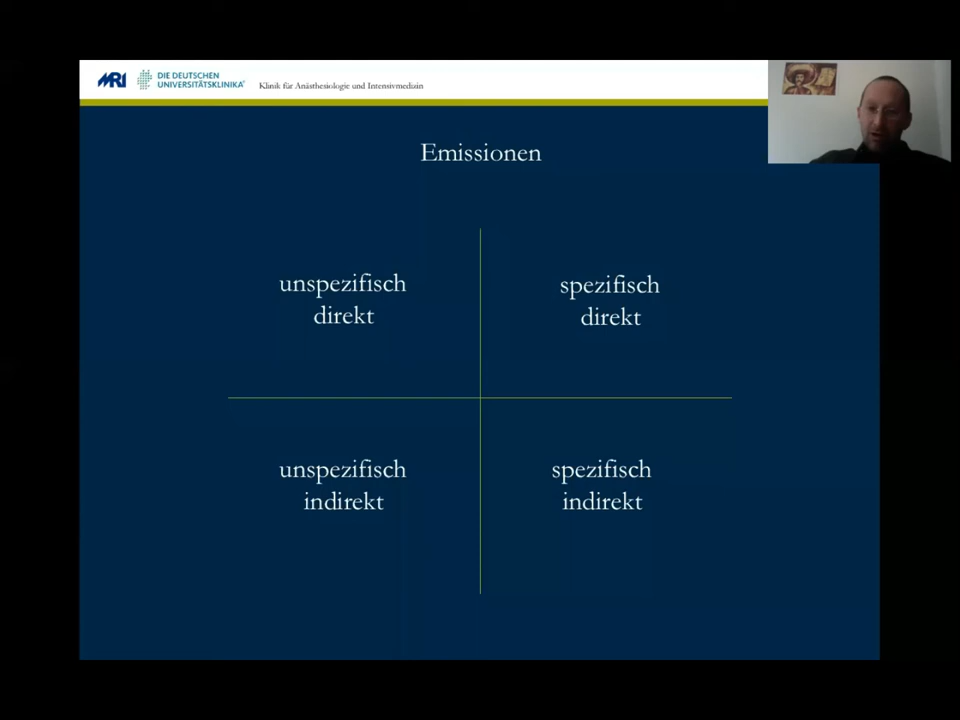 MRI
DIE DEUTSCHEN
UNIVERSITÄTSKLINIKA®
Klinik für Anästhesiologie und Intensivmedizin
Emissionen
unspezifisch
direkt
spezifisch
direkt
unspezifisch
indirekt
spezifisch
indirekt